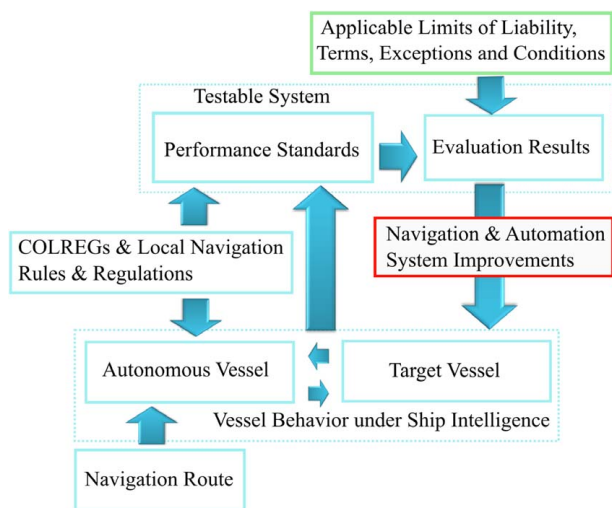 Applicable Limits of Liability,
Terms, Exceptions and Conditions
Testable System
Performance Standards
Evaluation Results
COLREGs & Local Navigation
Rules & Regulations
Navigation & Automation
System Improvements
Autonomous Vessel
Target Vessel
Vessel Behavior under Ship Intelligence
Navigation Route